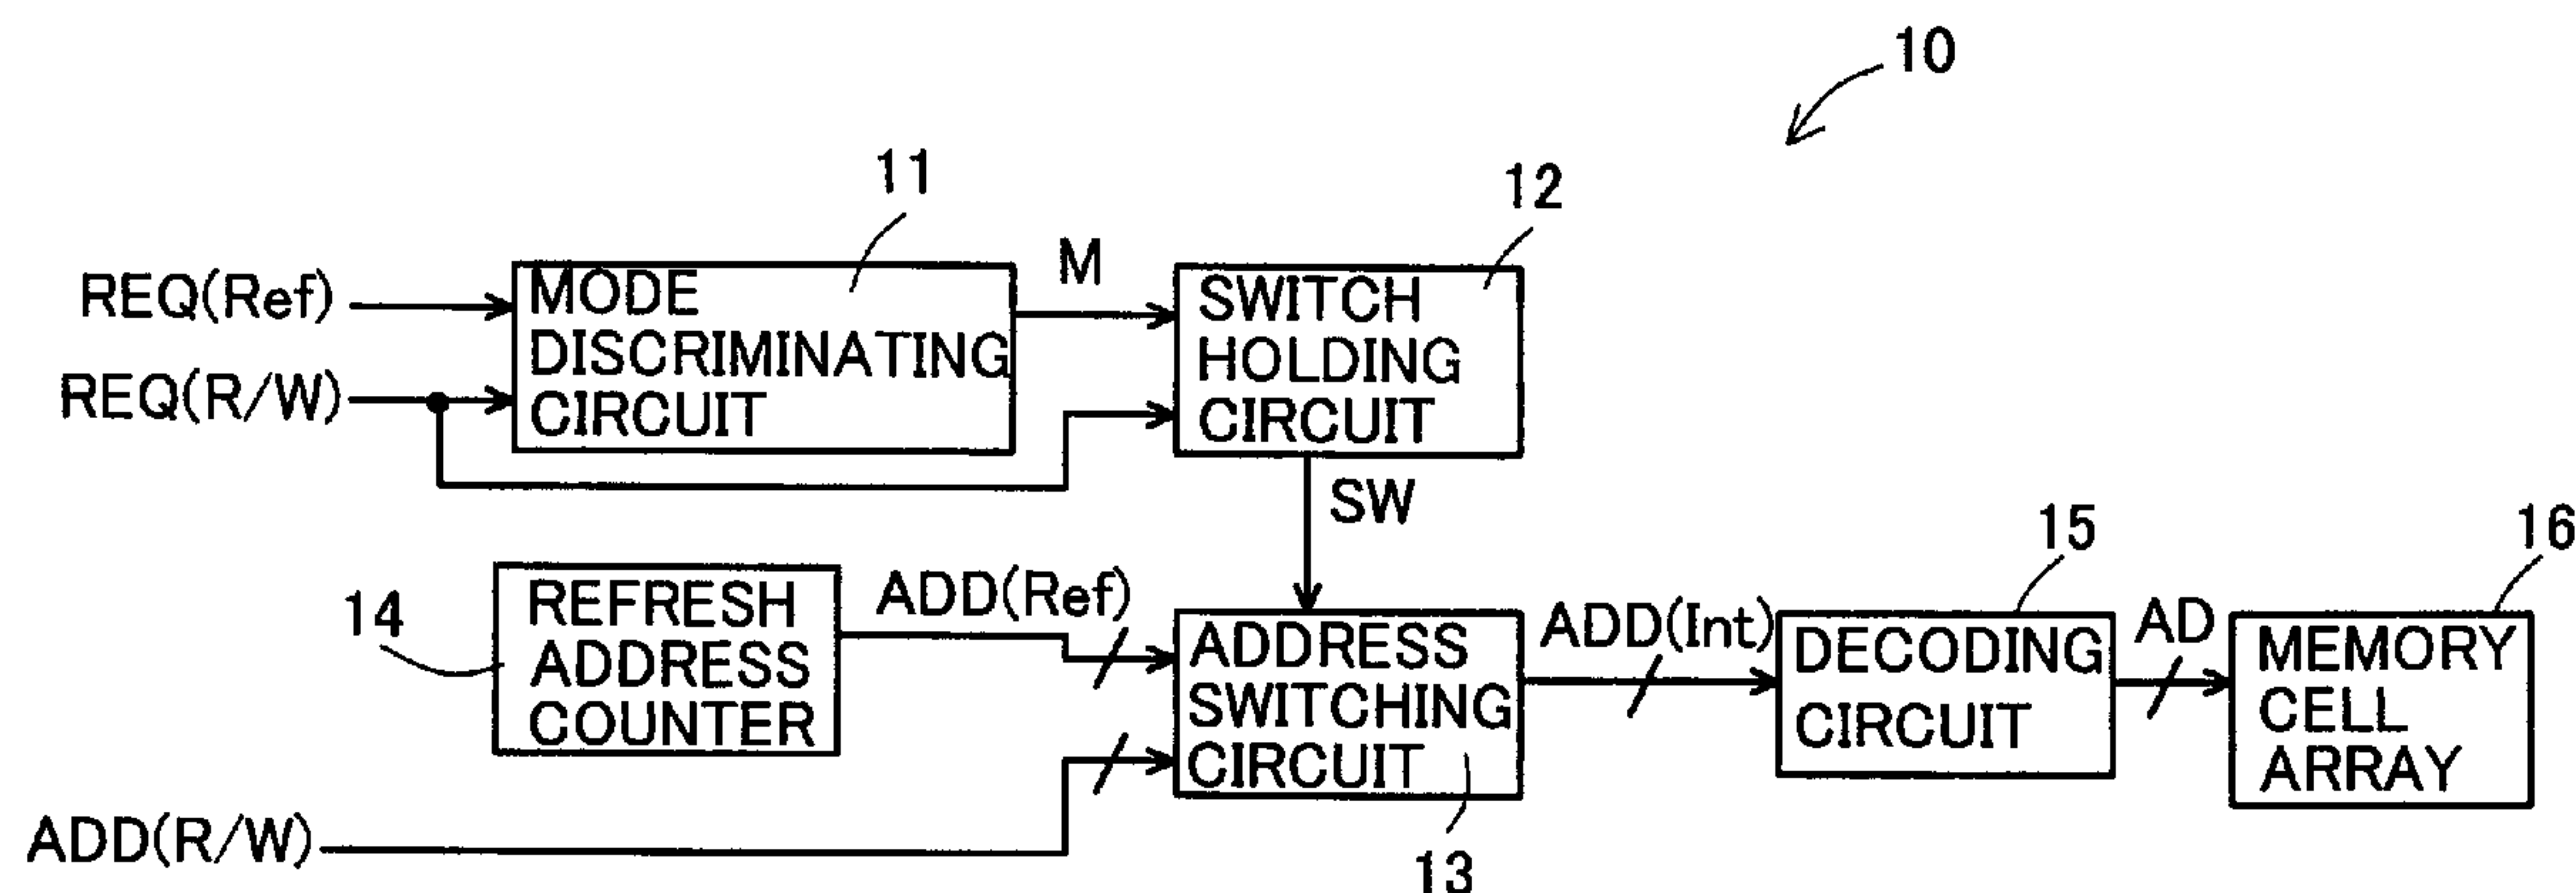 10
11
12
REQ(Ref)
REQ(R/W)
MODE
DISCRIMINATING
CIRCUIT
M
SWITCH
HOLDING
CIRCUIT
SW
14
REFRESH
ADDRESS
COUNTER
ADD(Ref)
ADD(R/W)
ADDRESS
SWITCHING
CIRCUIT
13
ADD(Int)
15
DECODING
CIRCUIT
AD
16
MEMORY
CELL
ARRAY